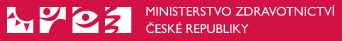 MINISTERSTVO ZDRAVOTNICTVÍ
ČESKÉ REPUBLIKY